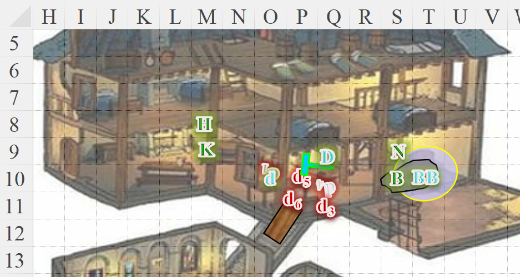 H I J K L M N O P Q R S T U V
5
6
7
8 H
9 K D N
10 d d5 B BB
11 d6 d3
12
13